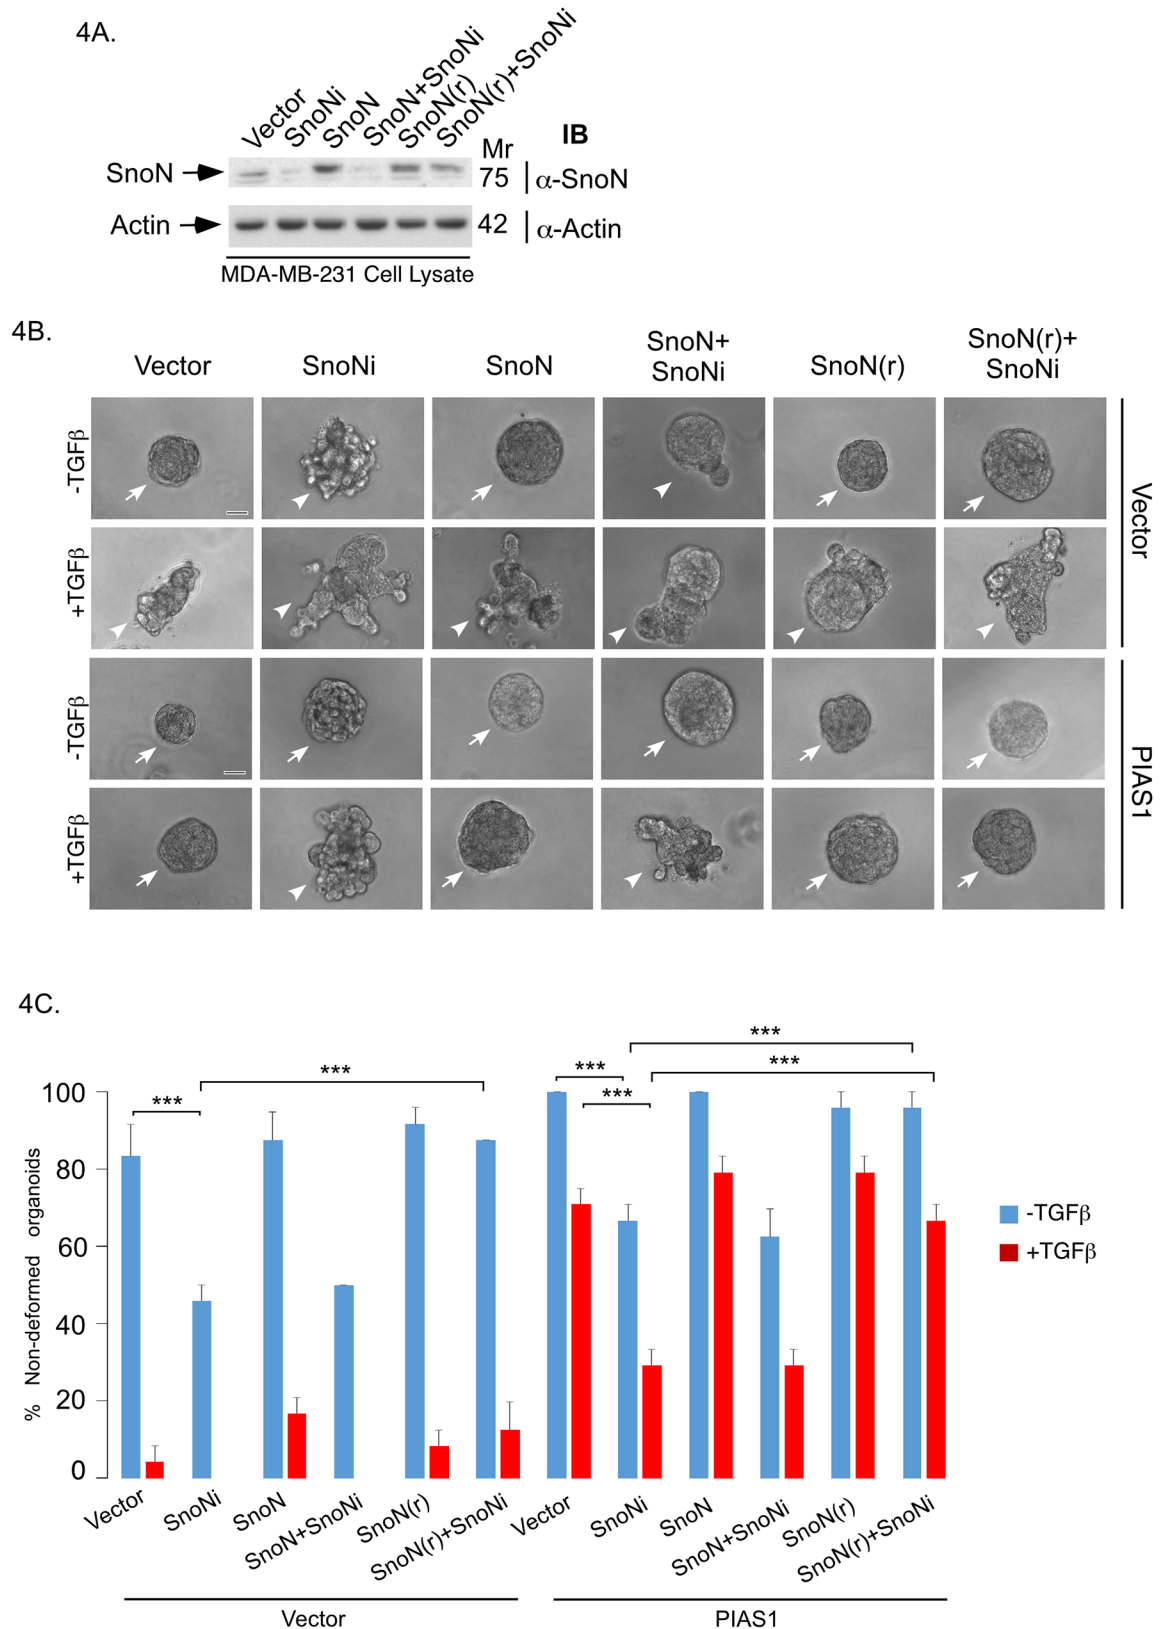 4A.
Vector
SnoNi
SnoN
SnoN+SnoNi
SnoN(r)
SnoN(r)+SnoNi
Mr
IB
SnoN
75
α-SnoN
Actin
42
α-Actin
MDA-MB-231 Cell Lysate
4B.
Vector
SnoNi
SnoN
SnoN+
SnoNi
SnoN(r)
SnoN(r)+
SnoNi
-TGFβ
+TGFβ
Vector
-TGFβ
+TGFβ
PIAS1
4C.
***
***
***
***
***
***
% Non-deformed organoids
100
80
60
40
20
0
-TGFβ
+TGFβ
Vector
SnoNi
SnoN
SnoN+SnoNi
SnoN(r)
SnoN(r)+SnoNi
Vector
SnoNi
SnoN
SnoN+SnoNi
SnoN(r)
SnoN(r)+SnoNi
Vector
PIAS1